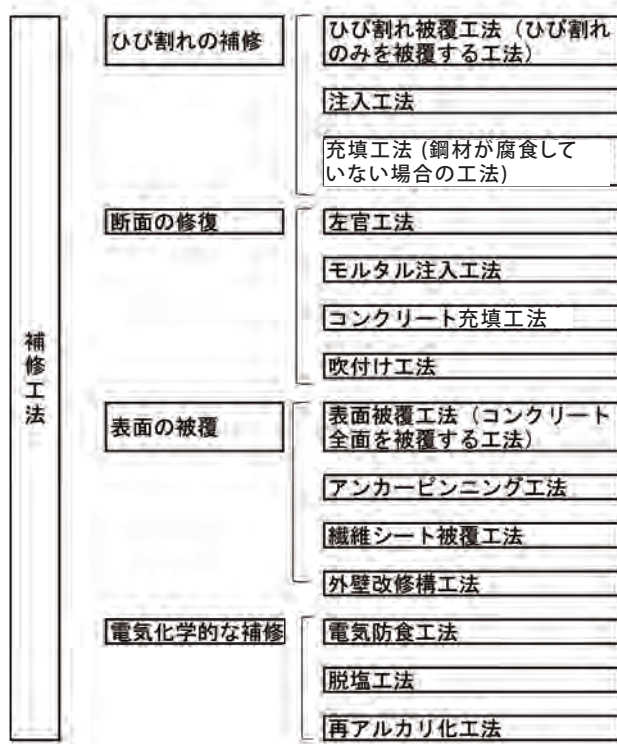 補修工法
ひび割れの補修
ひび割れ被覆工法（ひび割れ
のみを被覆する工法）
注入工法
充填工法 (鋼材が腐食して
いない場合の工法)
断面の修復
左官工法
モルタル注入工法
コンクリート充填工法
吹付け工法
表面の被覆
表面被覆工法（コンクリート
全面を被覆する工法）
アンカーピンニング工法
繊維シート被覆工法
外壁改修構工法
電気化学的な補修
電気防食工法
脱塩工法
再アルカリ化工法